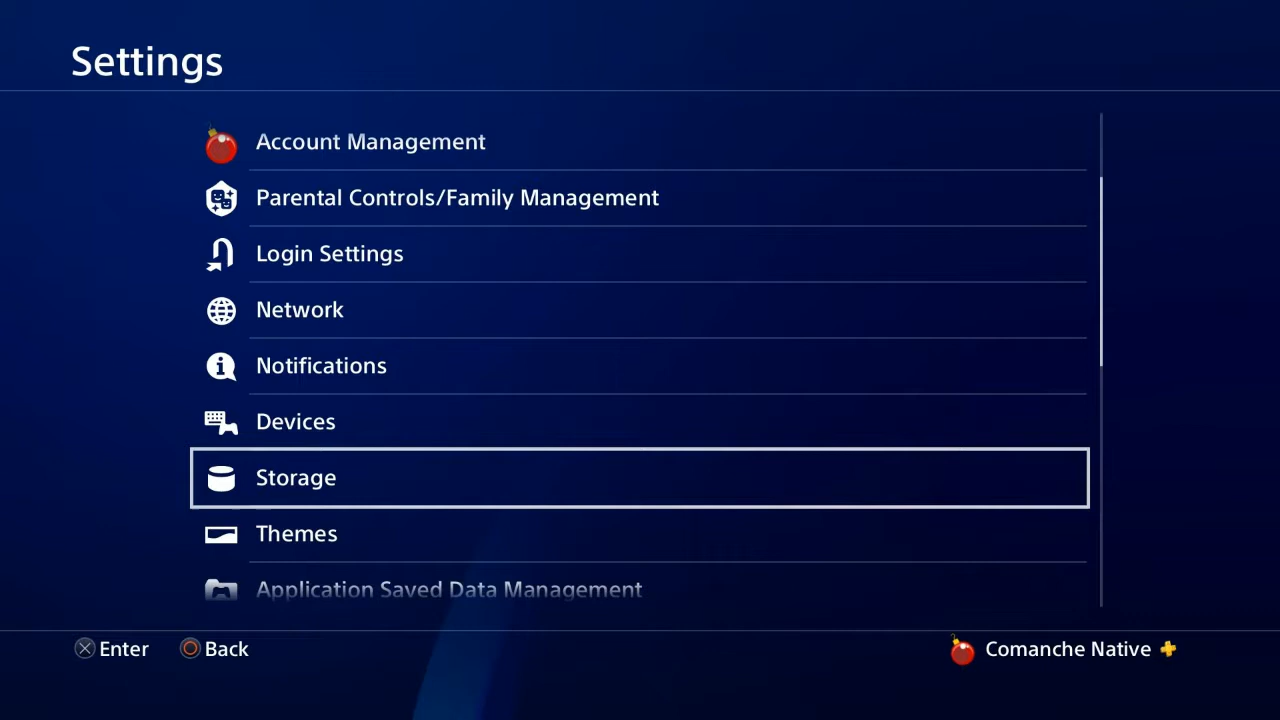 Settings
Account Management
Parental Controls/Family Management
Login Settings
Network
Notifications
Devices
Storage
Themes
Application Saved Data Management
Enter Back Comanche Native